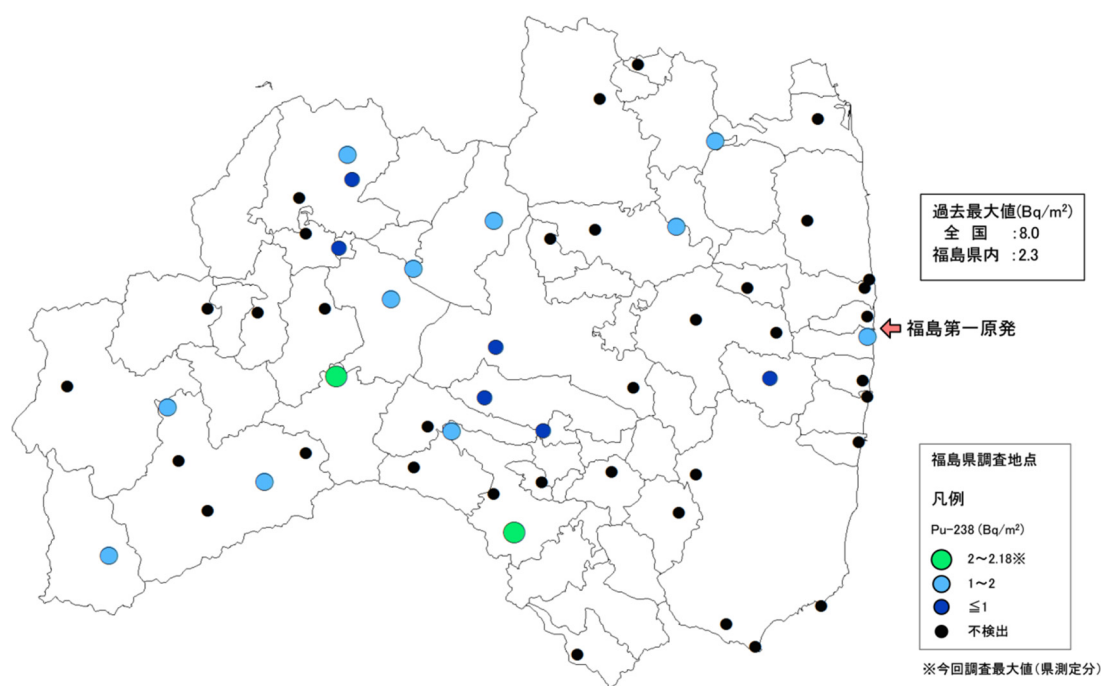 過去最大値(Bq/m²)
全　国　:8.0
福島県内 :2.3
福島第一原発
福島県調査地点
凡例
Pu-238 (Bq/m²)
2～2.18※
1～2
≦1
不検出
※今回調査最大値(県測定分)